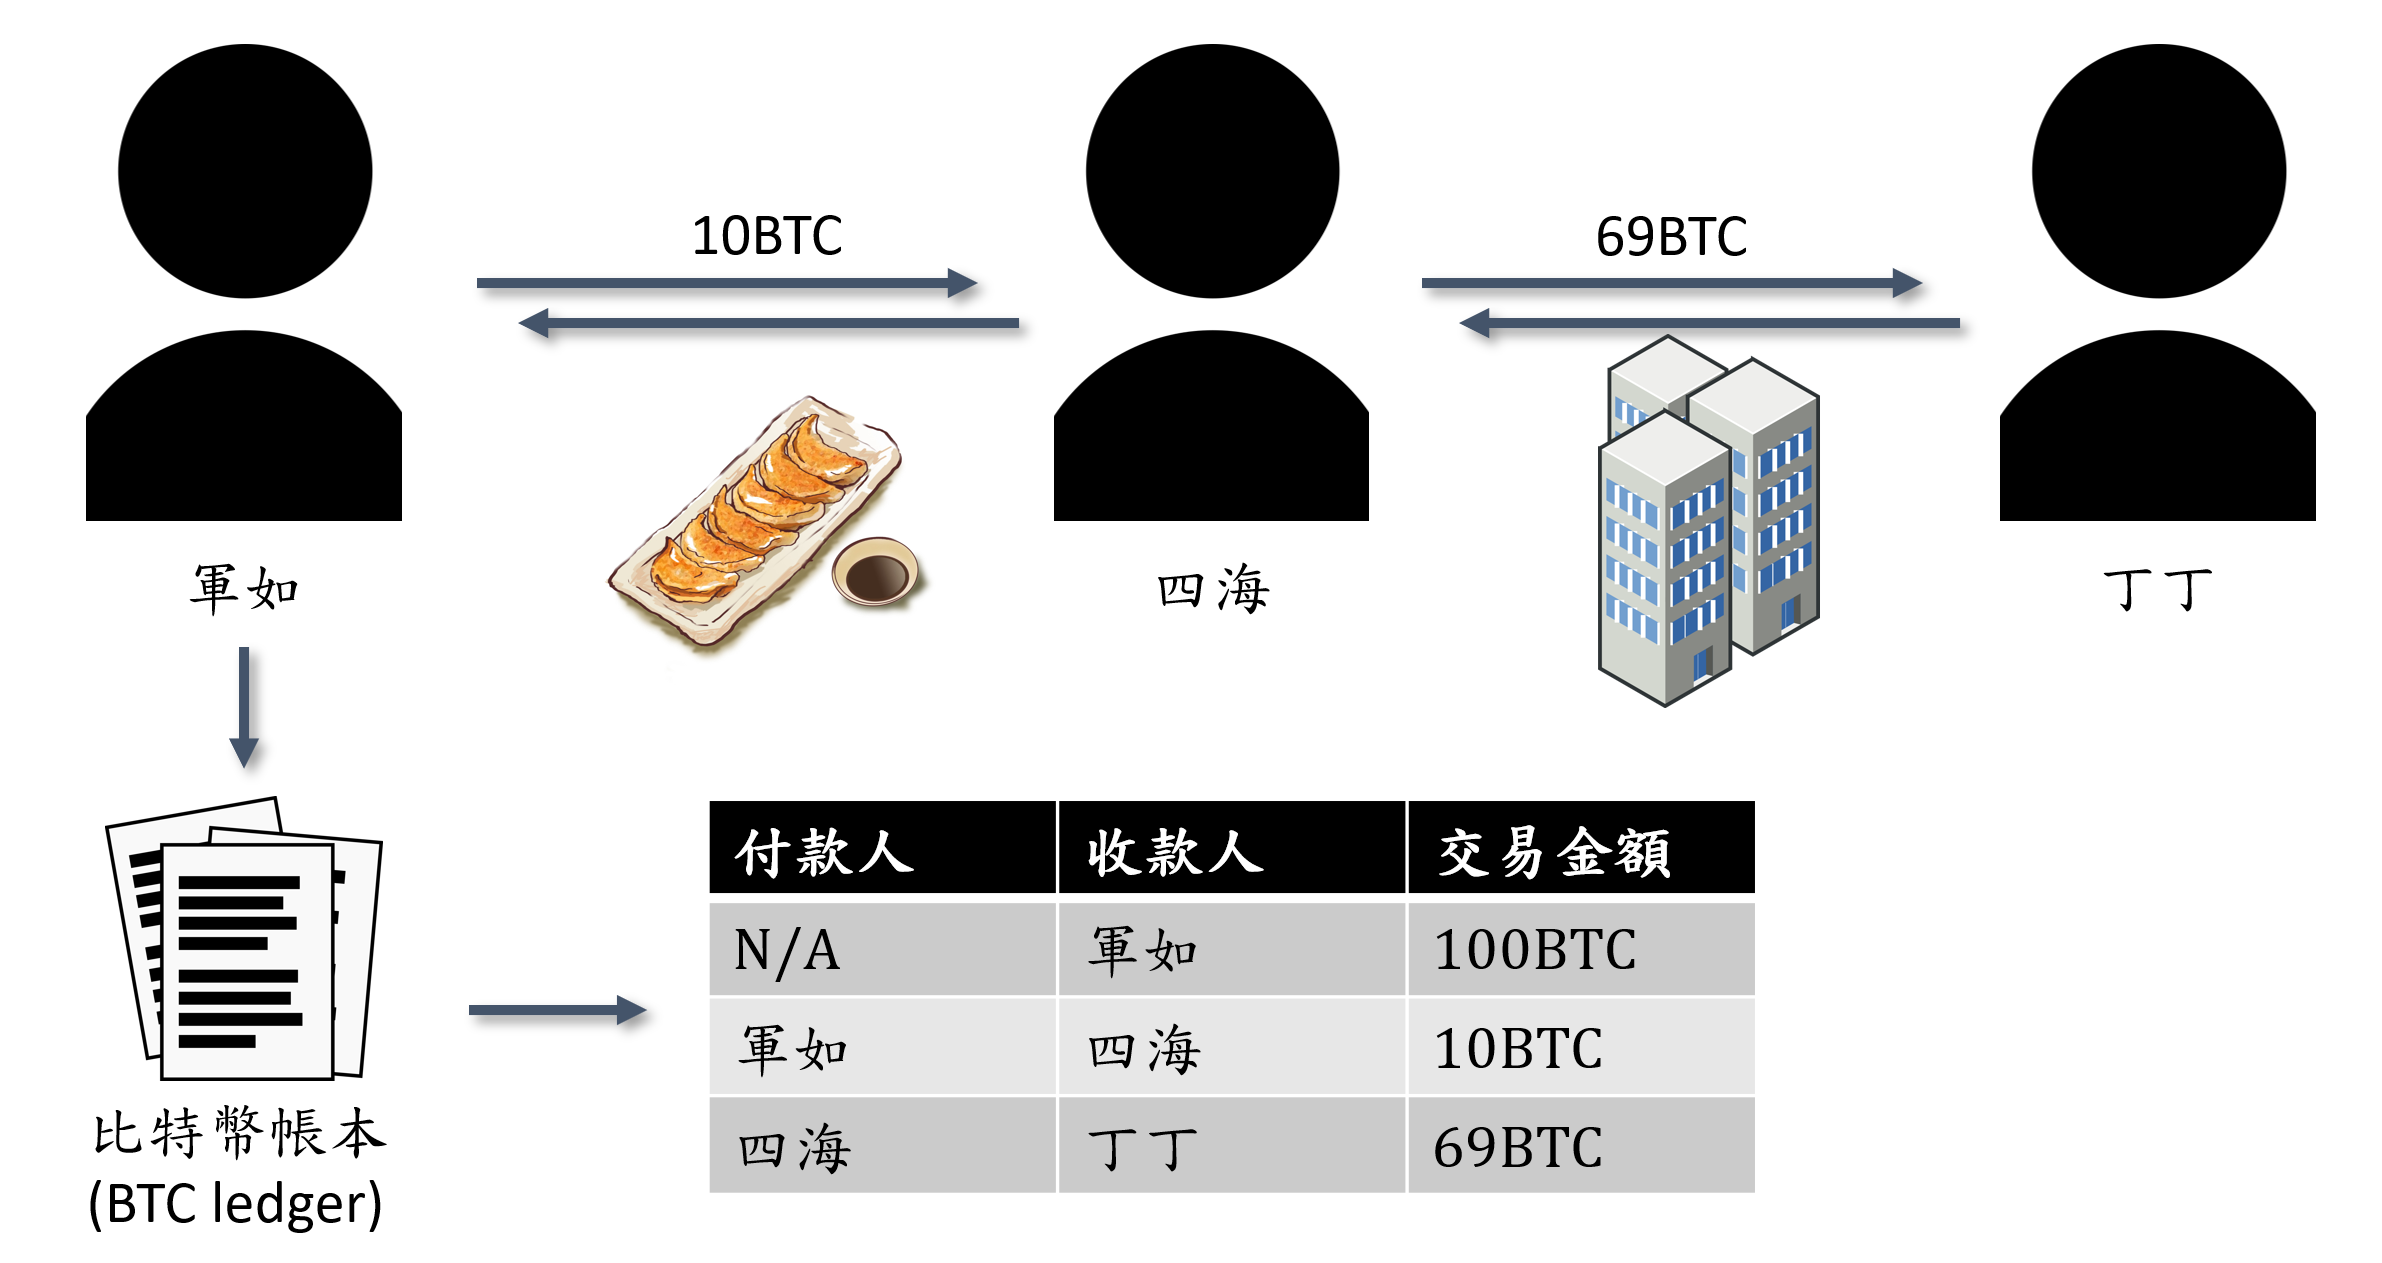 10BTC
69BTC
軍如
四海
丁丁
付款人 收款人 交易金額
N/A 軍如 100BTC
軍如 四海 10BTC
四海 丁丁 69BTC
比特幣帳本
(BTC ledger)